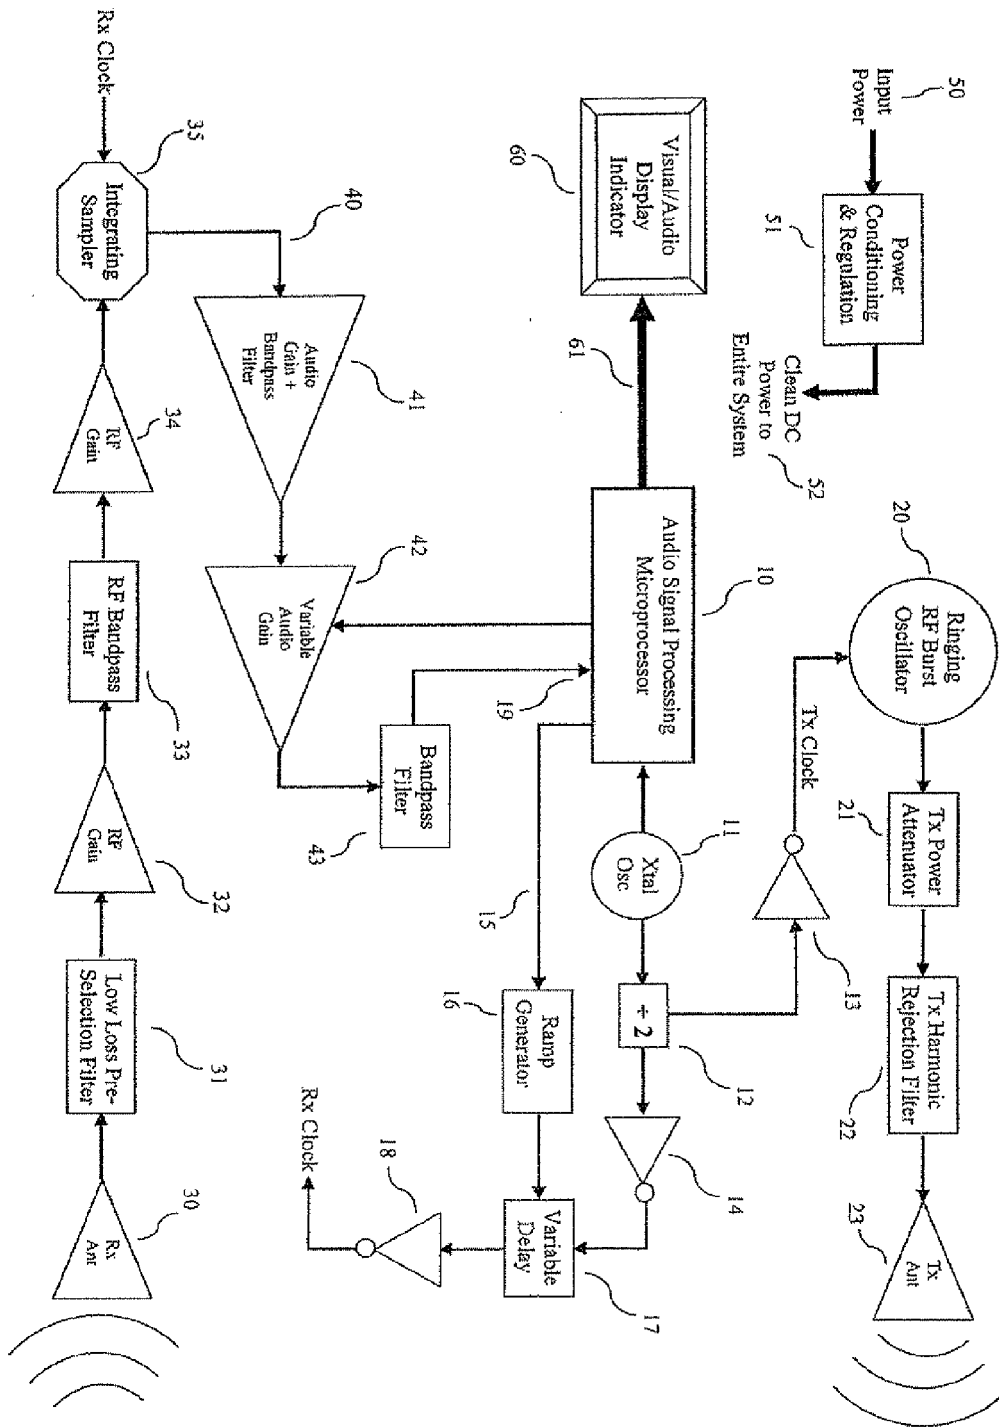 50
Input
Power
Power
Conditioning
& Regulation
51
Clean DC
Power to
Entire System
52
20
Ringing
RF Burst
Oscillator
Tx Power
Attenuator
21
Tx Harmonic
Rejection Filter
22
Tx
Ant
23
Tx Clock
13
Visual/Audio
Display
Indicator
60
61
Audio Signal Processing
Microprocessor
10
11
Xtal
Osc
÷ 2
12
14
19
15
Ramp
Generator
16
Variable
Delay
17
18
Rx Clock
40
Audio
Gain +
Bandpass
Filter
41
Variable
Audio
Gain
42
Bandpass
Filter
43
Rx Clock
35
Integrating
Sampler
RF
Gain
34
RF Bandpass
Filter
33
RF
Gain
32
Low Loss Pre-
Selection Filter
31
Rx
Ant
30